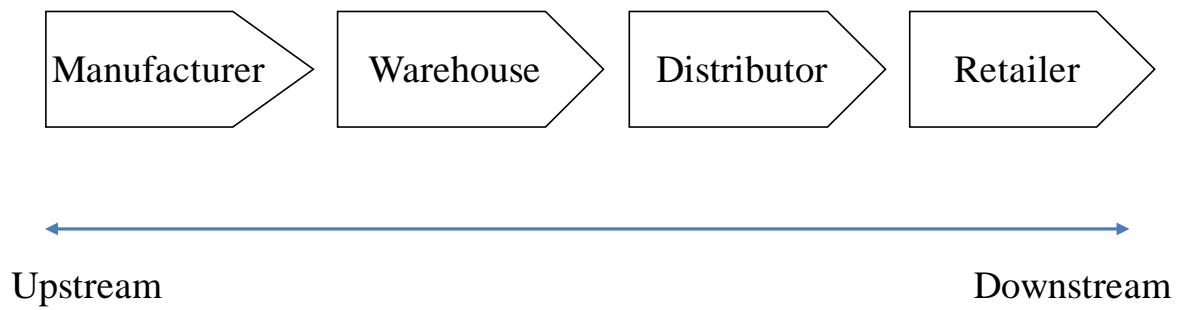 Manufacturer
Warehouse
Distributor
Retailer
Upstream
Downstream